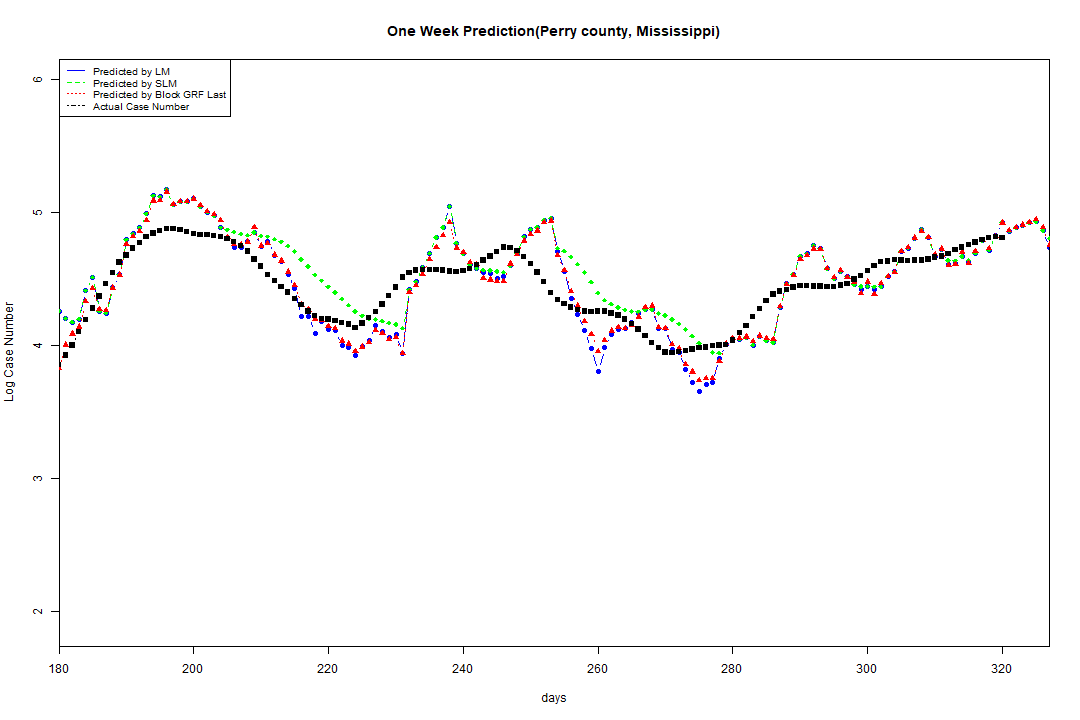 One Week Prediction(Perry county, Mississippi)
Predicted by LM
Predicted by SLM
Predicted by Block GRF Last
Actual Case Number
6
5
4
3
2
Log Case Number
180 200 220 240 260 280 300 320
days